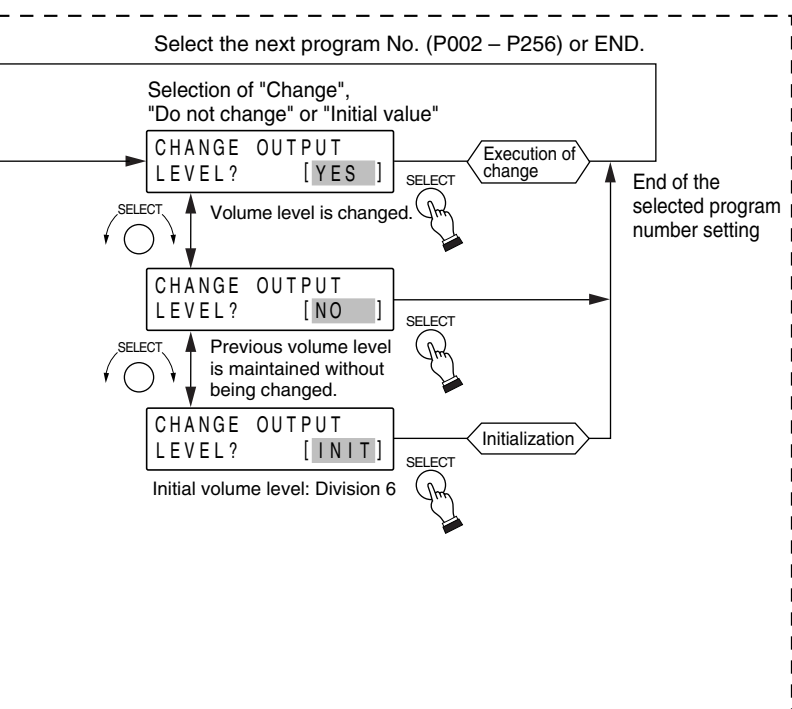 Select the next program No. (P002 – P256) or END.
Selection of "Change",
"Do not change" or "Initial value"
CHANGE OUTPUT
LEVEL? [YES ]
SELECT
Execution of
change
End of the
selected program
number setting
SELECT
Volume level is changed.
CHANGE OUTPUT
LEVEL? [NO ]
SELECT
SELECT
Previous volume level
is maintained without
being changed.
CHANGE OUTPUT
LEVEL? [INIT]
SELECT
Initialization
Initial volume level: Division 6